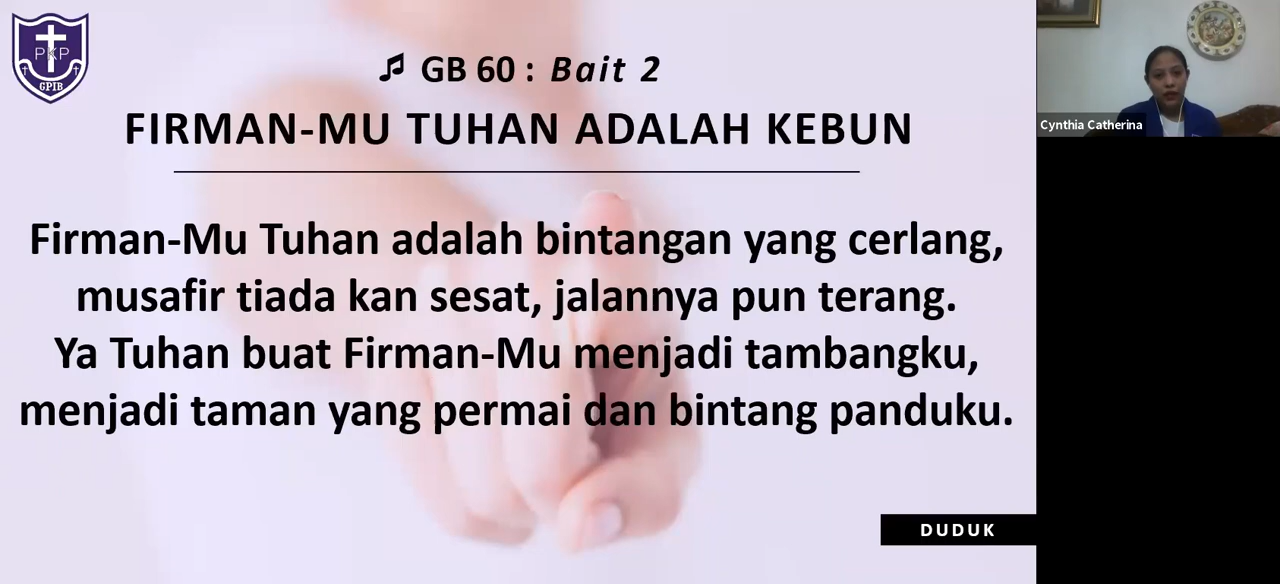 PKP
GPIB
GB 60 : Bait 2
FIRMAN-MU TUHAN ADALAH KEBUN
Firman-Mu Tuhan adalah bintangan yang cerlang,
musafir tiada kan sesat, jalannya pun terang.
Ya Tuhan buat Firman-Mu menjadi tambangku,
menjadi taman yang permai dan bintang panduku.
DUDUK
Cynthia Catherina